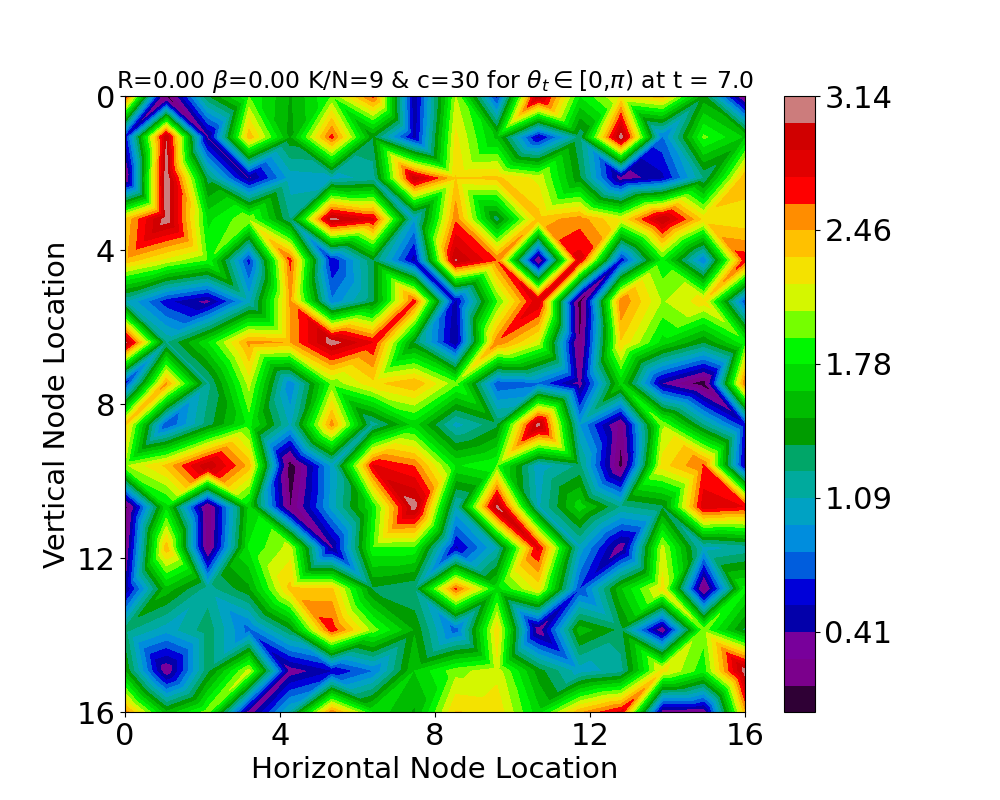 R=0.00 β=0.00 K/N=9 & c=30 for θₜ ∈ [0,π) at t = 7.0
0
4
8
12
16
Vertical Node Location
0 4 8 12 16
Horizontal Node Location
3.14
2.46
1.78
1.09
0.41